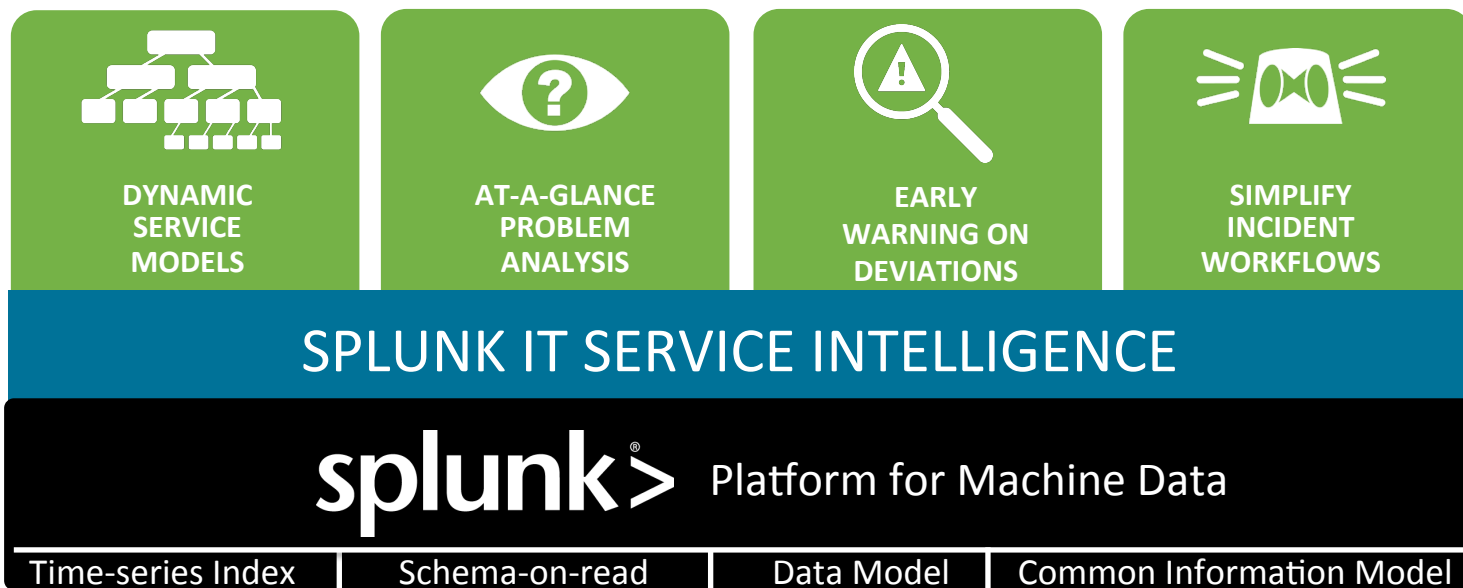 DYNAMIC
SERVICE
MODELS
AT-A-GLANCE
PROBLEM
ANALYSIS
EARLY
WARNING ON
DEVIATIONS
SIMPLIFY
INCIDENT
WORKFLOWS
SPLUNK IT SERVICE INTELLIGENCE
splunk>® Platform for Machine Data
Time-series Index
Schema-on-read
Data Model
Common Information Model